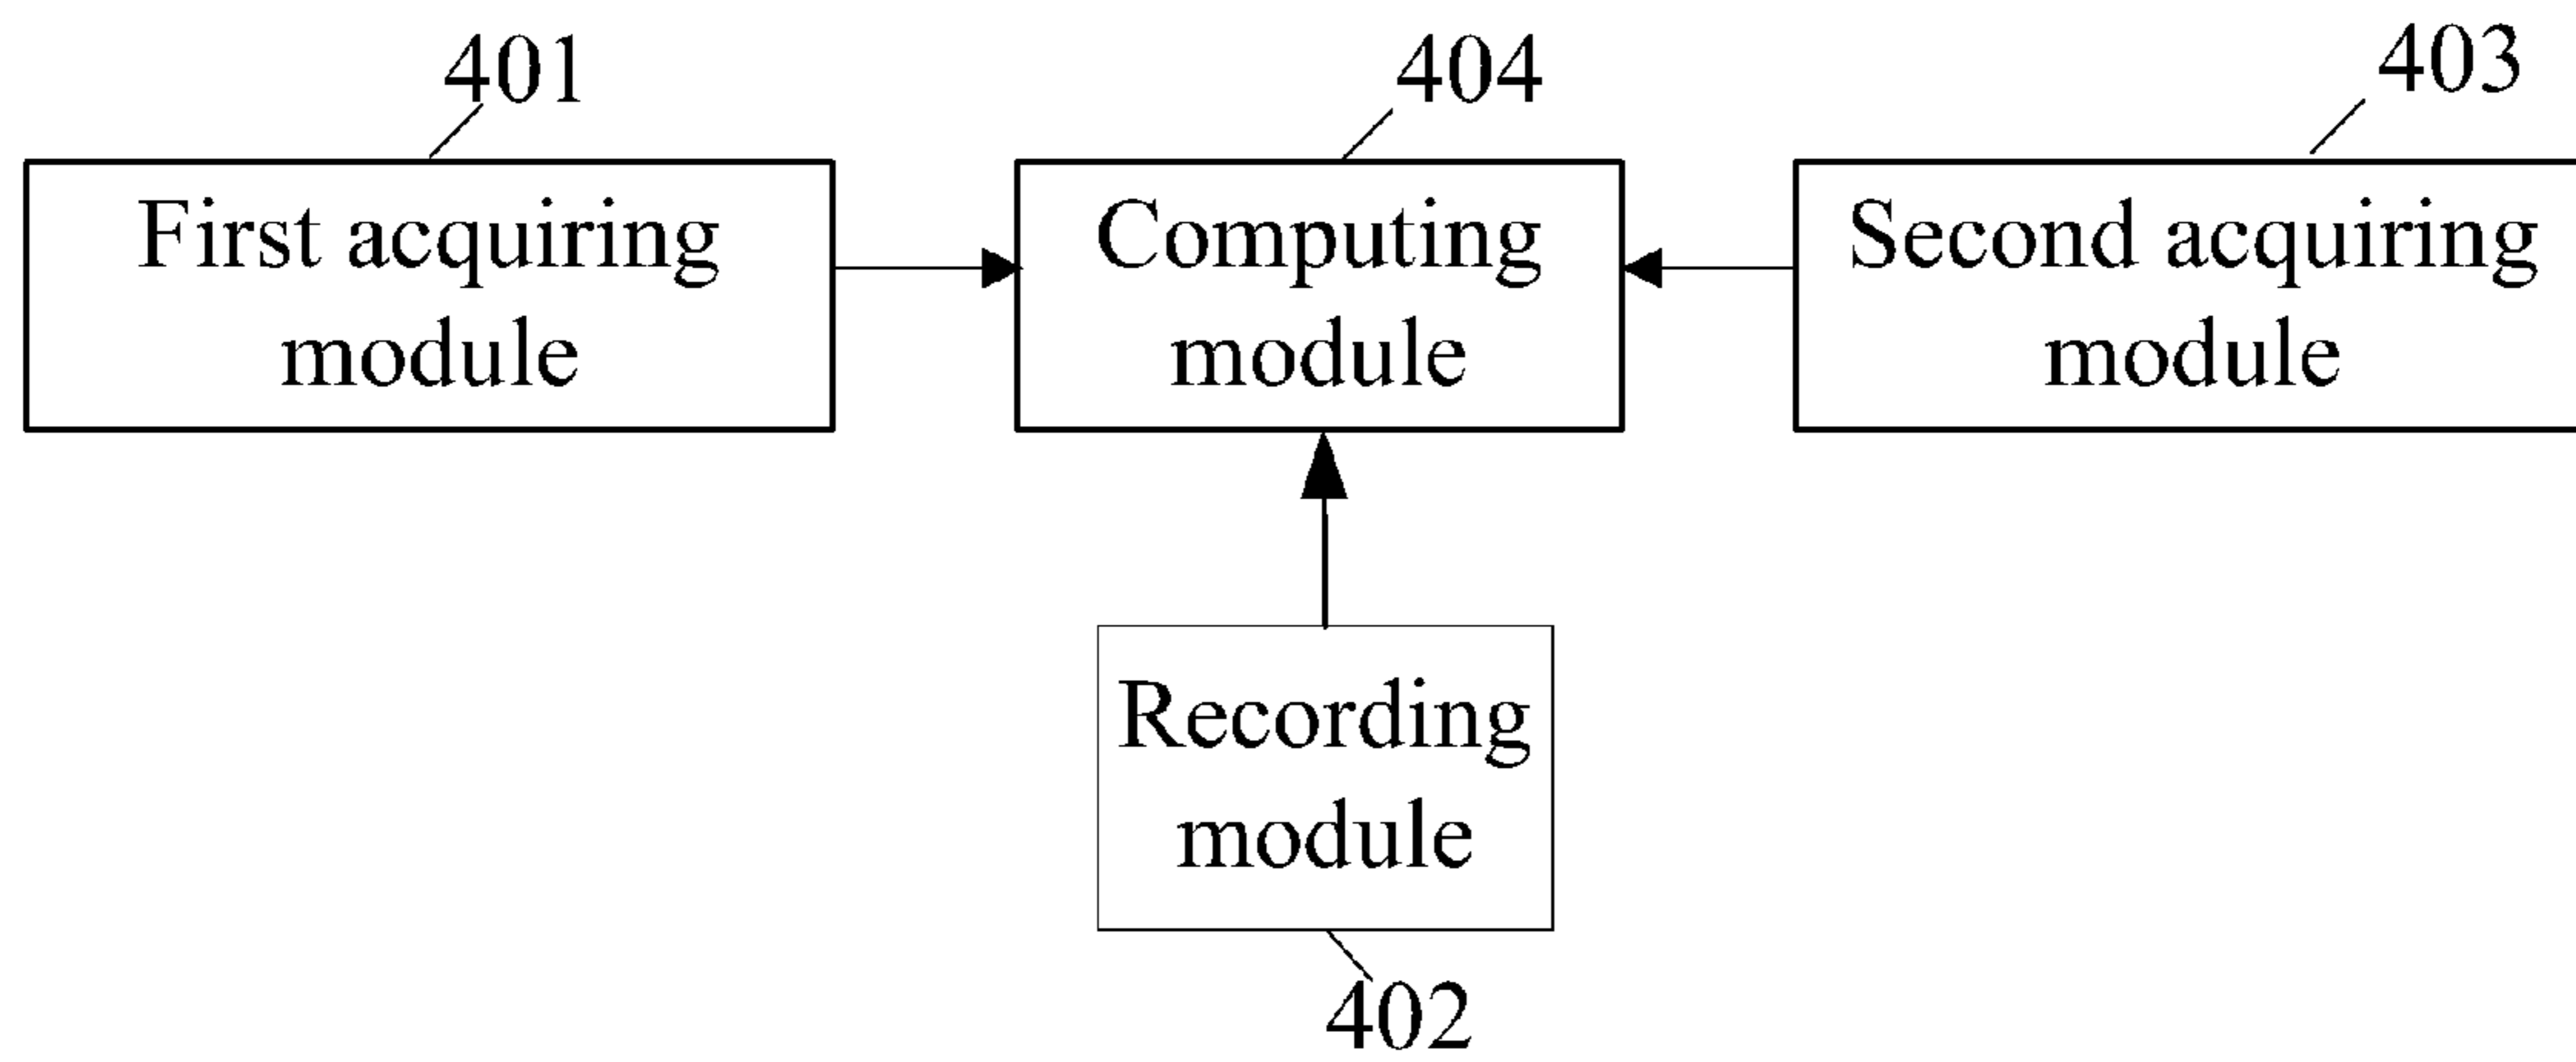 401
404
403
First acquiring
module
Computing
module
Second acquiring
module
Recording
module
402